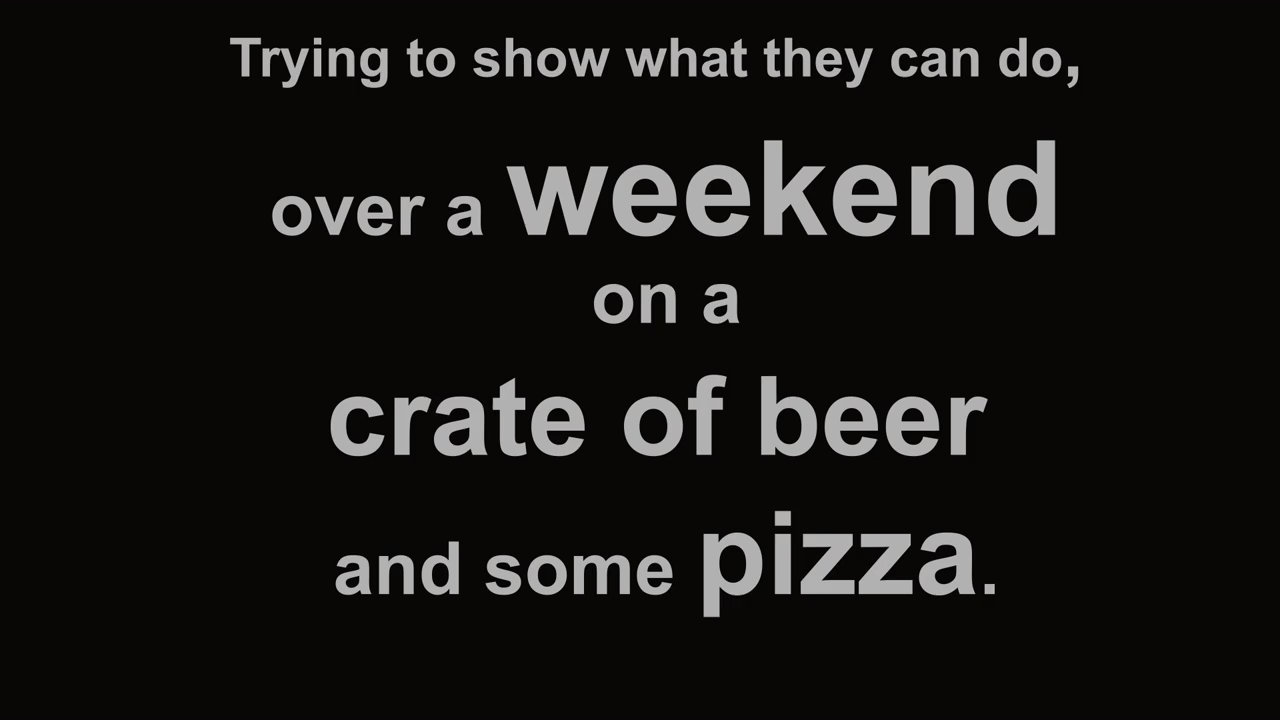 Trying to show what they can do,
over a weekend
on a
crate of beer
and some pizza.